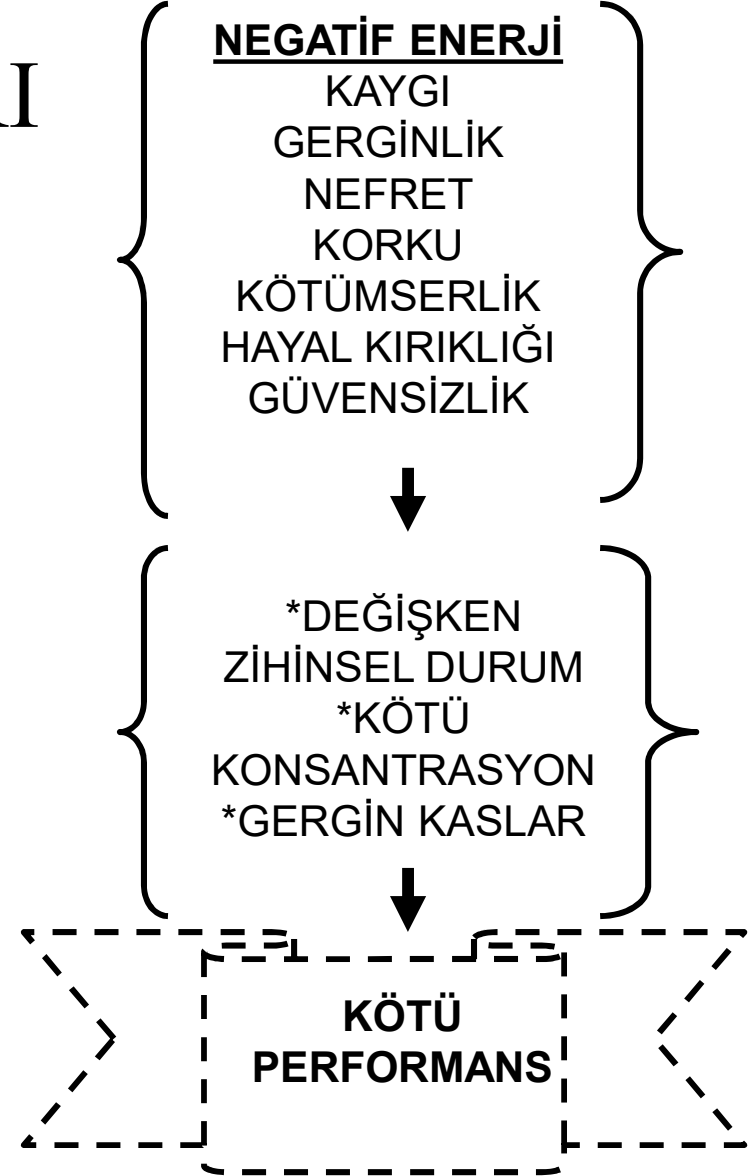 NEGATİF ENERJİ
KAYGI
GERGİNLİK
NEFRET
KORKU
KÖTÜMSERLİK
HAYAL KIRIKLIĞI
GÜVENSİZLİK
*DEĞİŞKEN
ZİHİNSEL DURUM
*KÖTÜ
KONSANTRASYON
*GERGİN KASLAR
KÖTÜ
PERFORMANS